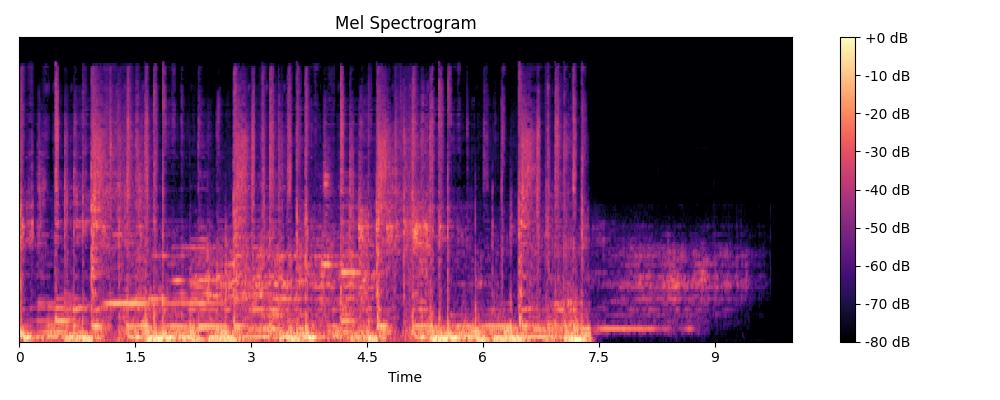 Mel Spectrogram
+0 dB
-10 dB
-20 dB
-30 dB
-40 dB
-50 dB
-60 dB
-70 dB
-80 dB
0
1.5
3
4.5
6
7.5
9
Time